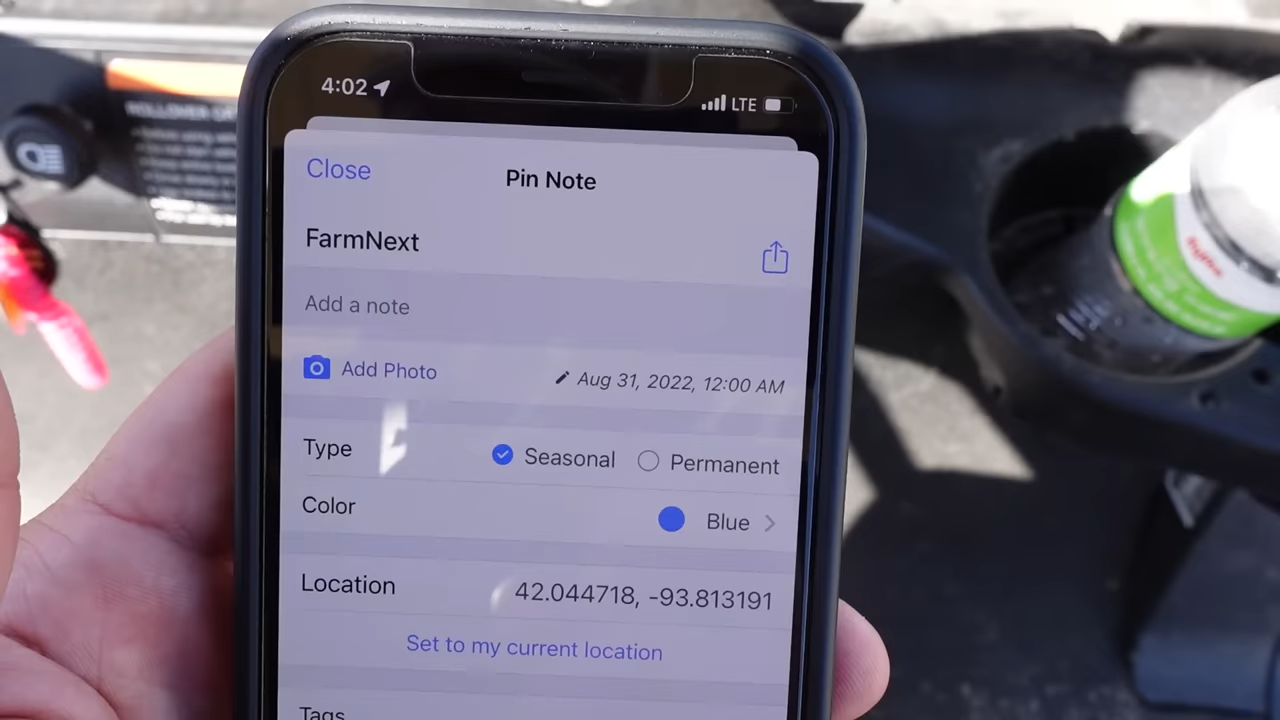 4:02
LTE
Close
Pin Note
FarmNext
Add a note
Add Photo
Aug 31, 2022, 12:00 AM
Type
Seasonal
Permanent
Color
Blue
Location
42.044718, -93.813191
Set to my current location
Tags
HyVee